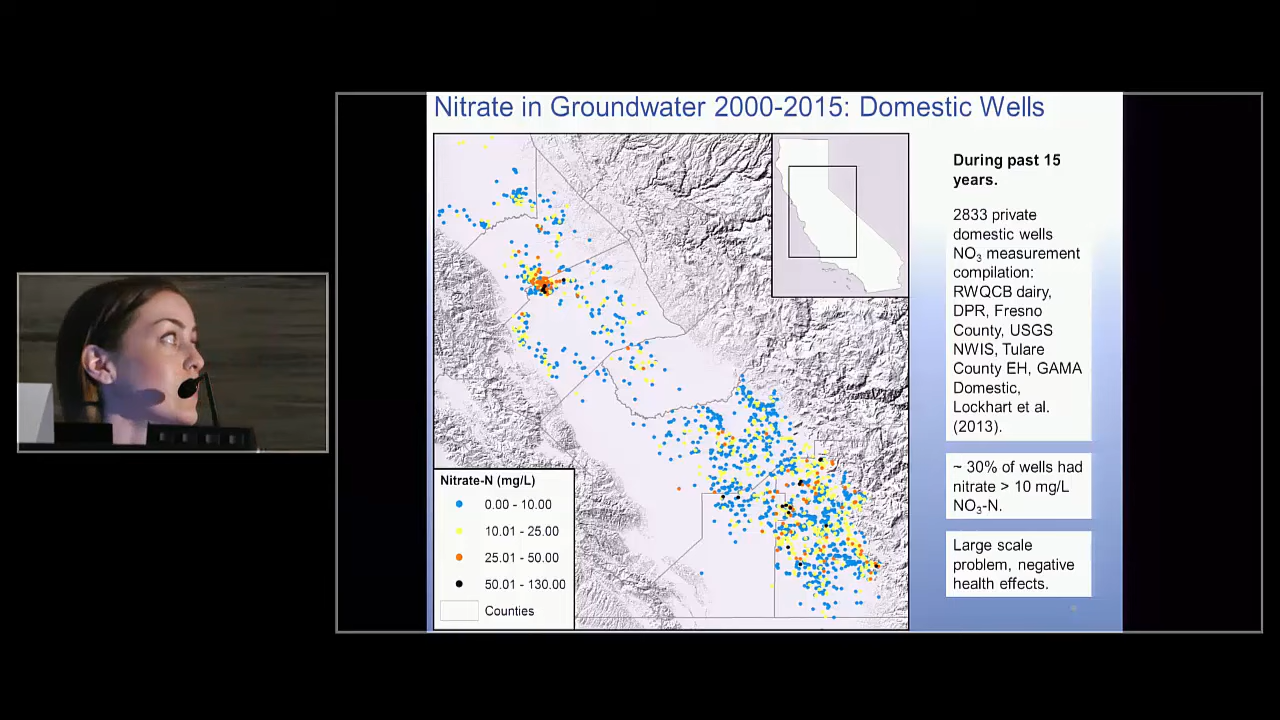 Nitrate in Groundwater 2000-2015: Domestic Wells
During past 15
years.
2833 private
domestic wells
NO₃ measurement
compilation:
RWQCB dairy,
DPR, Fresno
County, USGS
NWIS, Tulare
County EH, GAMA
Domestic,
Lockhart et al.
(2013).
~ 30% of wells had
nitrate > 10 mg/L
NO₃-N.
Large scale
problem, negative
health effects.
Nitrate-N (mg/L)
0.00 - 10.00
10.01 - 25.00
25.01 - 50.00
50.01 - 130.00
Counties